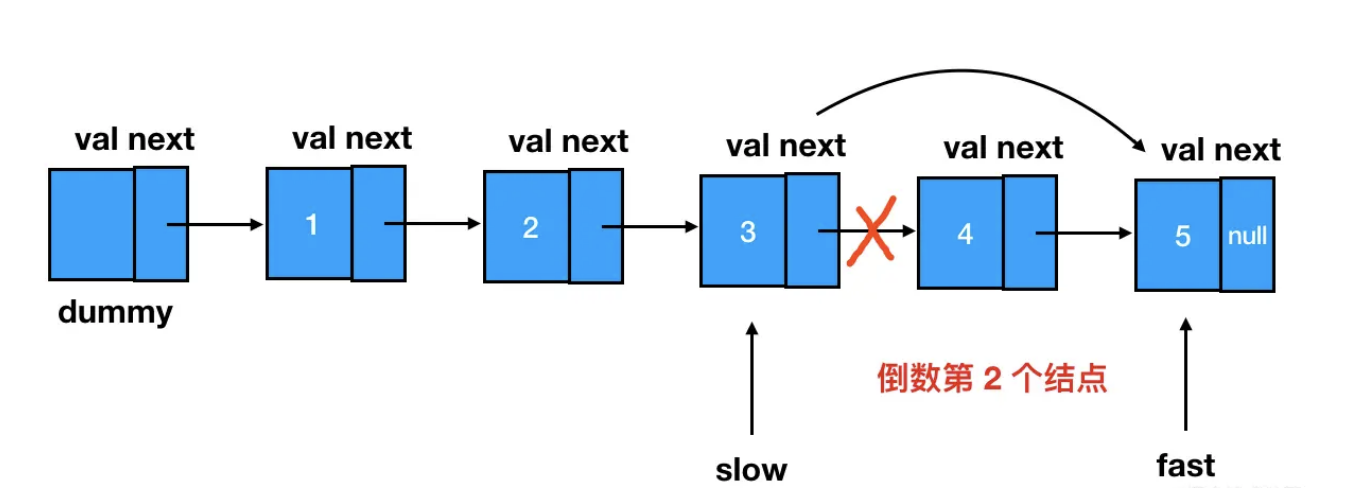 val next
val next
val next
val next
val next
val next
1
2
3
4
5
null
dummy
倒数第 2 个结点
slow
fast